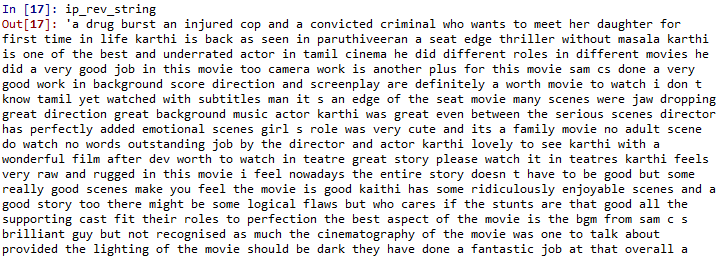 In [17]: ip_rev_string
Out[17]: 'a drug burst an injured cop and a convicted criminal who wants to meet her daughter for
first time in life karthi is back as seen in paruthiveeran a seat edge thriller without masala karthi
is one of the best and underrated actor in tamil cinema he did different roles in different movies he
did a very good job in this movie too camera work is another plus for this movie sam cs done a very
good work in background score direction and screenplay are definitely a worth movie to watch i don t
know tamil yet watched with subtitles man it s an edge of the seat movie many scenes were jaw dropping
great direction great background music actor karthi was great even between the serious scenes director
has perfectly added emotional scenes girl s role was very cute and its a family movie no adult scene
do watch no words outstanding job by the director and actor karthi lovely to see karthi with a
wonderful film after dev worth to watch in teatre great story please watch it in teatres karthi feels
very raw and rugged in this movie i feel nowadays the entire story doesn t have to be good but some
really good scenes make you feel the movie is good kaithi has some ridiculously enjoyable scenes and a
good story too there might be some logical flaws but who cares if the stunts are that good all the
supporting cast fit their roles to perfection the best aspect of the movie is the bgm from sam c s
brilliant guy but not recognised as much the cinematography of the movie was one to talk about
provided the lighting of the movie should be dark they have done a fantastic job at that overall a